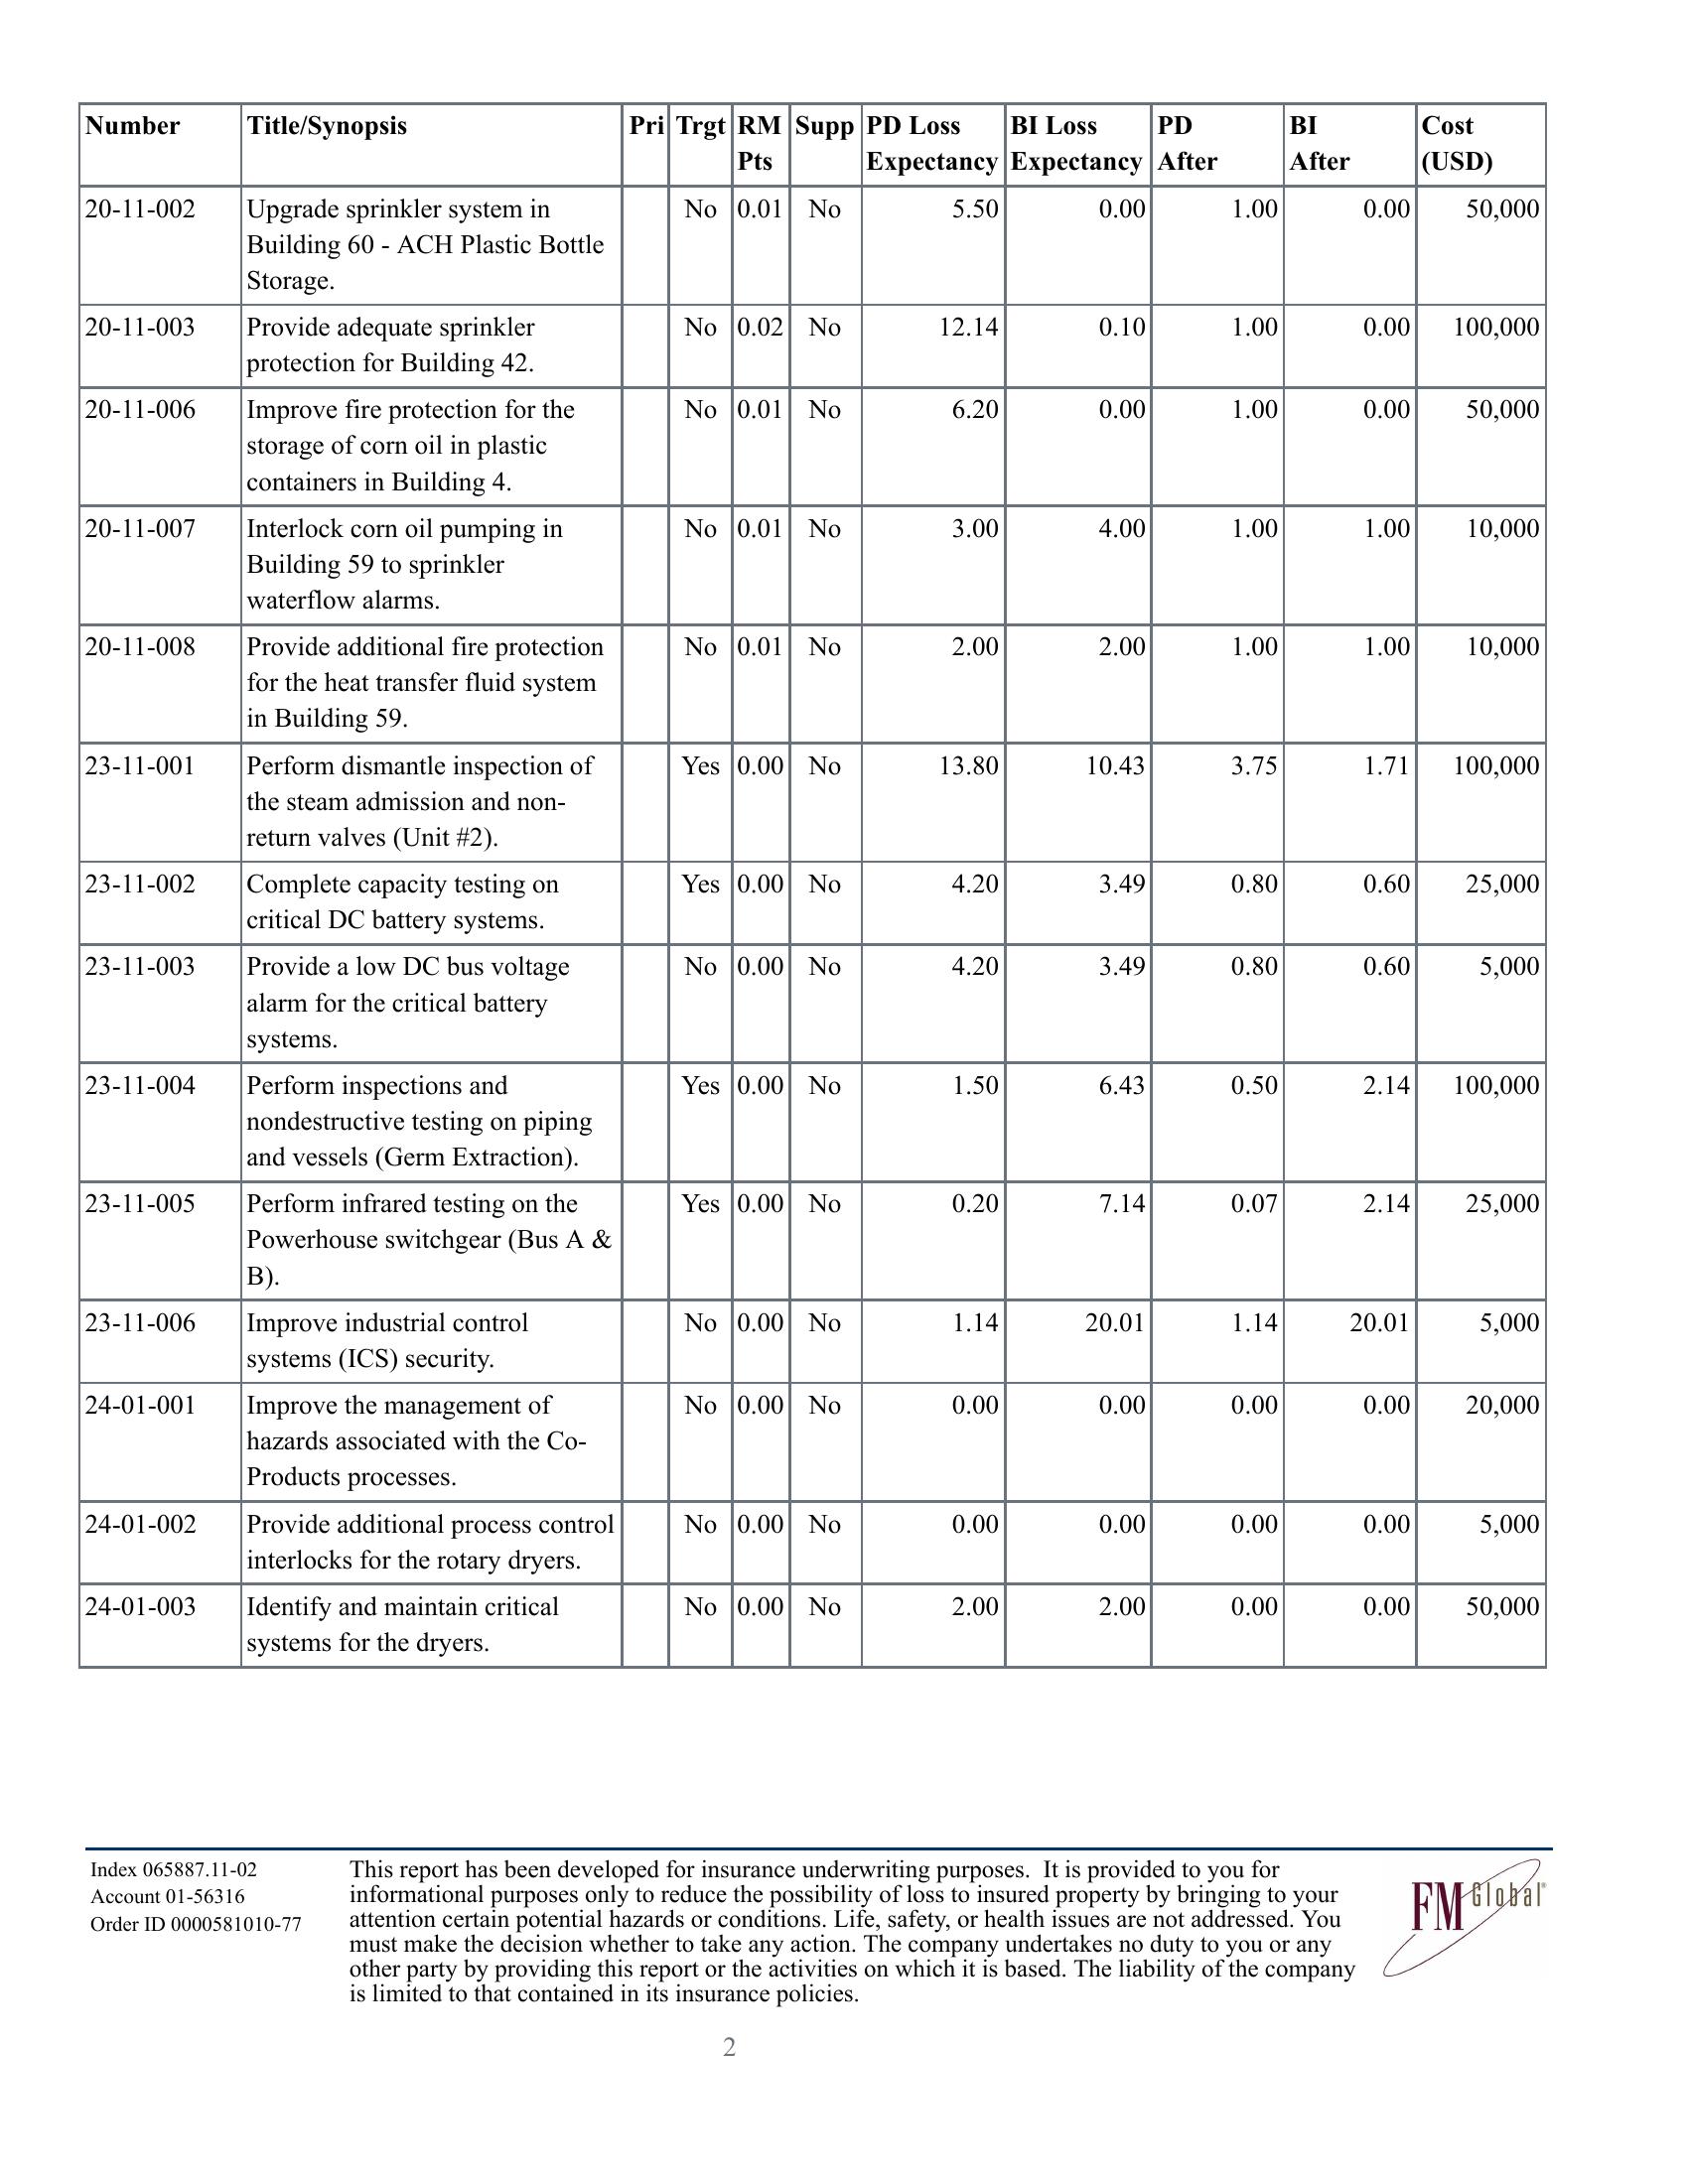 Number Title/Synopsis Pri Trgt RM Supp PD Loss BI Loss PD BI Cost
Pts Expectancy Expectancy After After (USD)
20-11-002 Upgrade sprinkler system in No 0.01 No 5.50 0.00 1.00 0.00 50,000
Building 60 - ACH Plastic Bottle
Storage.
20-11-003 Provide adequate sprinkler No 0.02 No 12.14 0.10 1.00 0.00 100,000
protection for Building 42.
20-11-006 Improve fire protection for the No 0.01 No 6.20 0.00 1.00 0.00 50,000
storage of corn oil in plastic
containers in Building 4.
20-11-007 Interlock corn oil pumping in No 0.01 No 3.00 4.00 1.00 1.00 10,000
Building 59 to sprinkler
waterflow alarms.
20-11-008 Provide additional fire protection No 0.01 No 2.00 2.00 1.00 1.00 10,000
for the heat transfer fluid system
in Building 59.
23-11-001 Perform dismantle inspection of Yes 0.00 No 13.80 10.43 3.75 1.71 100,000
the steam admission and non-
return valves (Unit #2).
23-11-002 Complete capacity testing on Yes 0.00 No 4.20 3.49 0.80 0.60 25,000
critical DC battery systems.
23-11-003 Provide a low DC bus voltage No 0.00 No 4.20 3.49 0.80 0.60 5,000
alarm for the critical battery
systems.
23-11-004 Perform inspections and Yes 0.00 No 1.50 6.43 0.50 2.14 100,000
nondestructive testing on piping
and vessels (Germ Extraction).
23-11-005 Perform infrared testing on the Yes 0.00 No 0.20 7.14 0.07 2.14 25,000
Powerhouse switchgear (Bus A &
B).
23-11-006 Improve industrial control No 0.00 No 1.14 20.01 1.14 20.01 5,000
systems (ICS) security.
24-01-001 Improve the management of No 0.00 No 0.00 0.00 0.00 0.00 20,000
hazards associated with the Co-
Products processes.
24-01-002 Provide additional process control No 0.00 No 0.00 0.00 0.00 0.00 5,000
interlocks for the rotary dryers.
24-01-003 Identify and maintain critical No 0.00 No 2.00 2.00 0.00 0.00 50,000
systems for the dryers.
Index 065887.11-02
Account 01-56316
Order ID 0000581010-77
This report has been developed for insurance underwriting purposes.  It is provided to you for
informational purposes only to reduce the possibility of loss to insured property by bringing to your
attention certain potential hazards or conditions. Life, safety, or health issues are not addressed. You
must make the decision whether to take any action. The company undertakes no duty to you or any
other party by providing this report or the activities on which it is based. The liability of the company
is limited to that contained in its insurance policies.
FM Global®
2